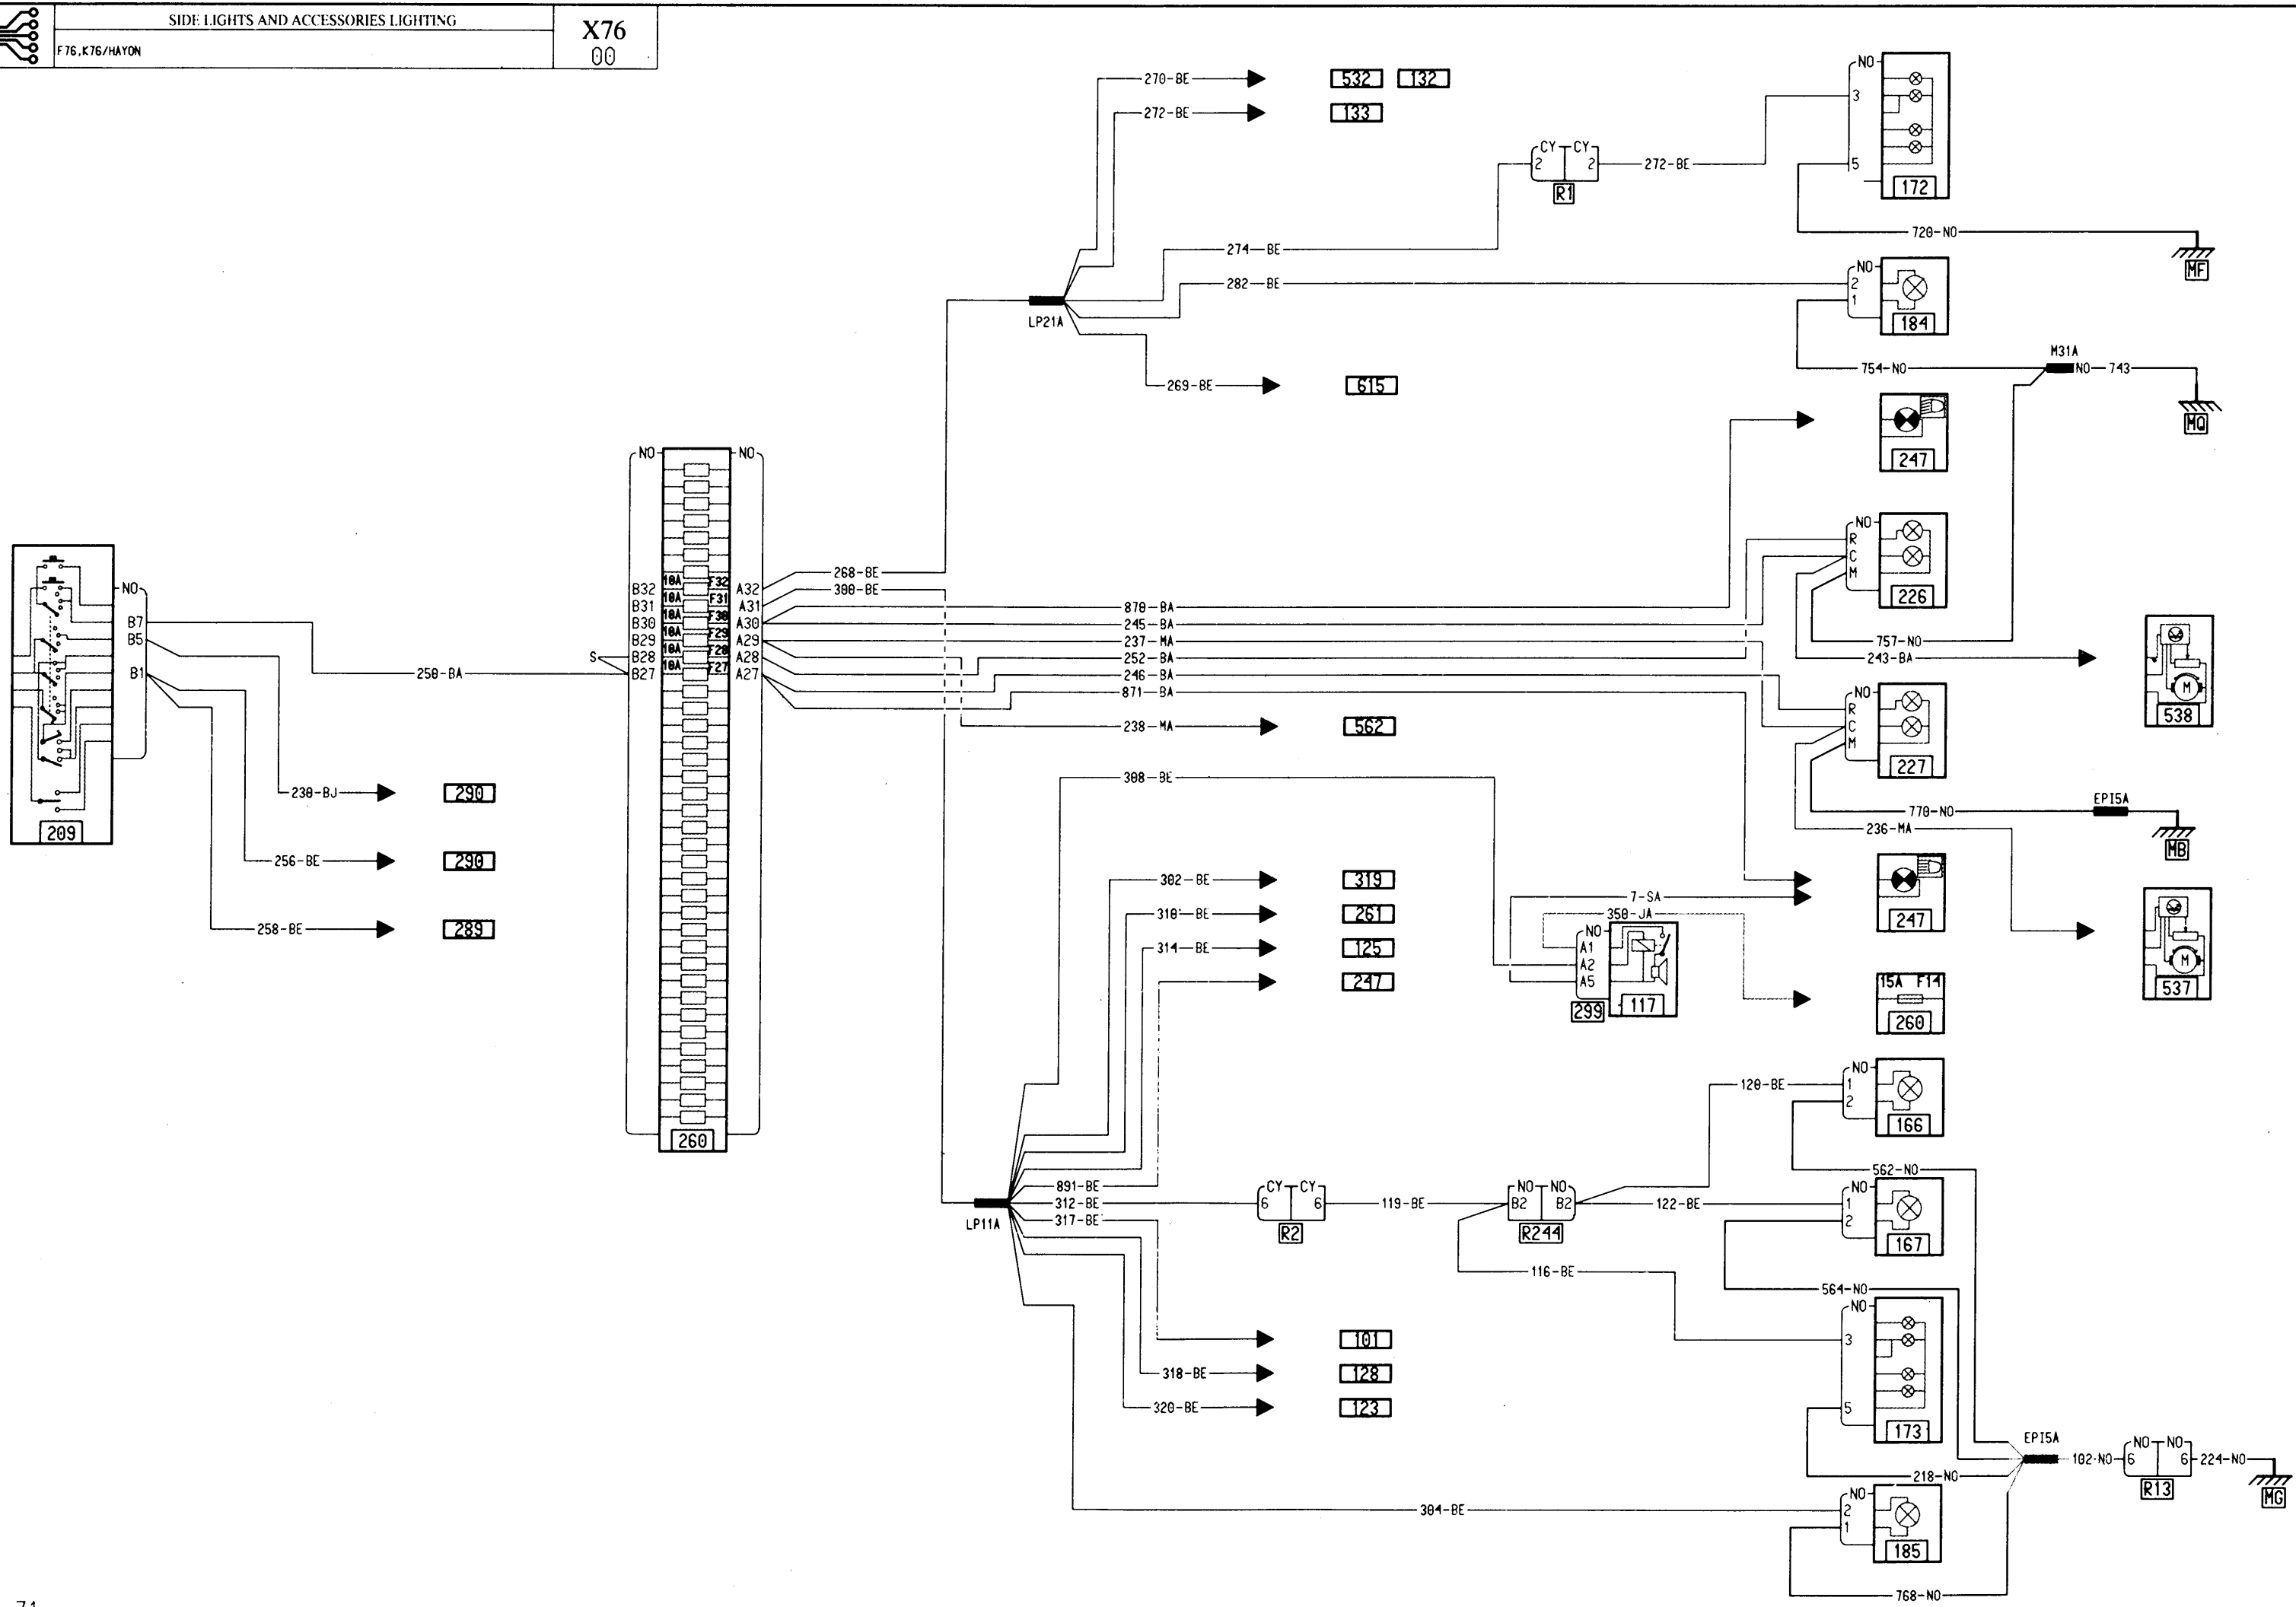 SIDE LIGHTS AND ACCESSORIES LIGHTING
F76,K76/HAYON
X76
00
270-BE
532
132
272-BE
133
NO
3
5
172
CY CY
2 2
R1
272-BE
720-NO
MF
274-BE
282-BE
NO
2
1
184
LP21A
269-BE
615
754-NO
M31A
NO-743
MQ
247
NO
B7
B5
B1
209
250-BA
230-BJ
290
256-BE
290
258-BE
289
NO NO
B32 10A F32 A32
B31 10A F31 A31
B30 10A F30 A30
B29 10A F29 A29
S
B28 10A F28 A28
B27 10A F27 A27
260
268-BE
300-BE
870-BA
245-BA
237-MA
252-BA
246-BA
871-BA
238-MA
562
NO
R
C
M
226
757-NO
243-BA
538
NO
R
C
M
227
770-NO
EPI5A
MB
236-MA
537
308-BE
302-BE
319
310-BE
261
314-BE
125
247
7-SA
350-JA
247
NO
A1
A2
A5
299
117
15A F14
260
120-BE
NO
1
2
166
562-NO
LP11A
891-BE
312-BE
317-BE
CY CY
6 6
R2
119-BE
NO NO
B2 B2
R244
122-BE
NO
1
2
167
116-BE
564-NO
101
318-BE
128
320-BE
123
NO
3
5
173
218-NO
EPI5A
102-NO
NO NO
6 6
R13
224-NO
MG
304-BE
NO
2
1
185
768-NO